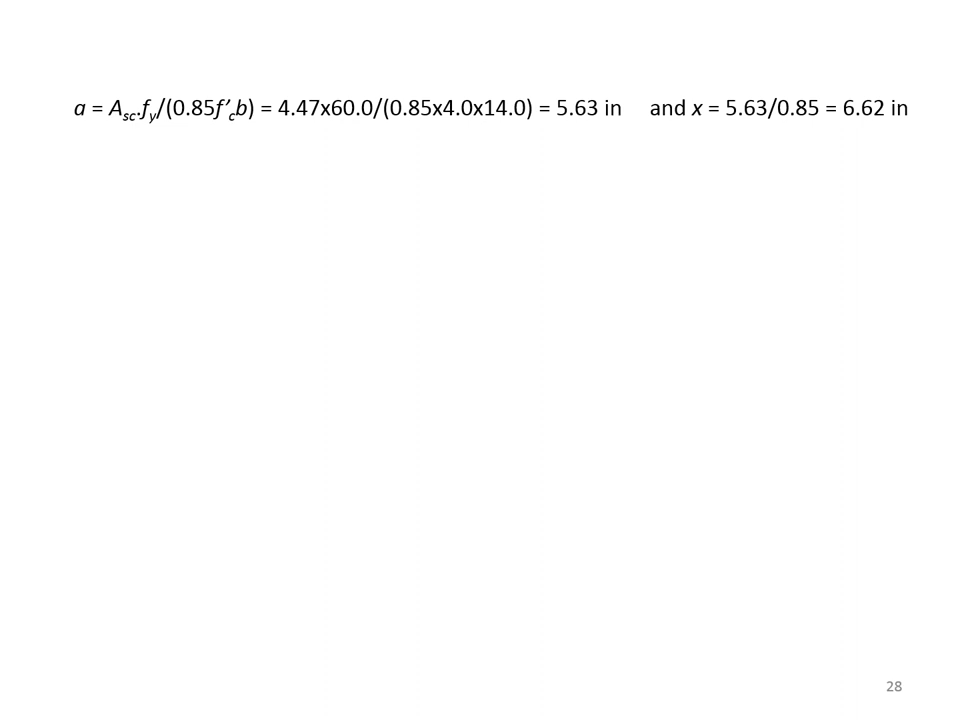 a = Asc.fy/(0.85f’cb) = 4.47x60.0/(0.85x4.0x14.0) = 5.63 in and x = 5.63/0.85 = 6.62 in
28